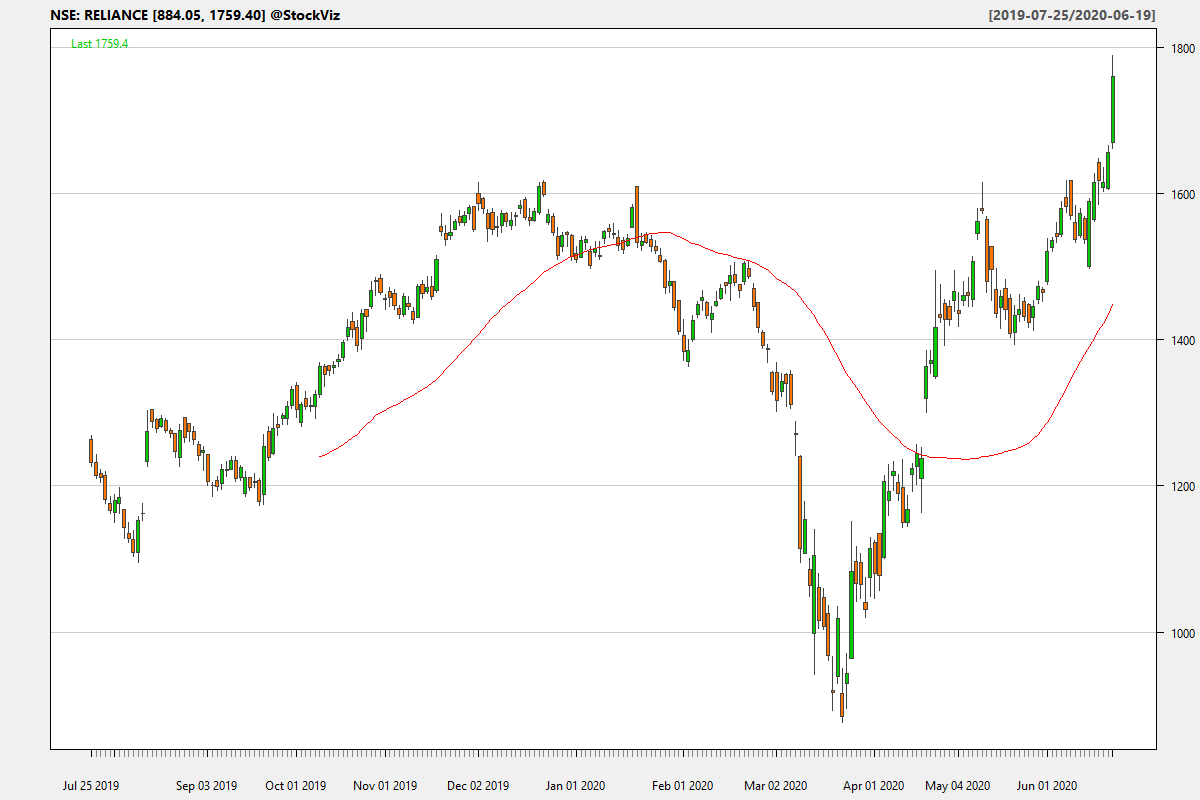 NSE: RELIANCE [884.05, 1759.40] @StockViz
[2019-07-25/2020-06-19]
Last 1759.4
1800
1600
1400
1200
1000
Jul 25 2019 Sep 03 2019 Oct 01 2019 Nov 01 2019 Dec 02 2019 Jan 01 2020 Feb 01 2020 Mar 02 2020 Apr 01 2020 May 04 2020 Jun 01 2020